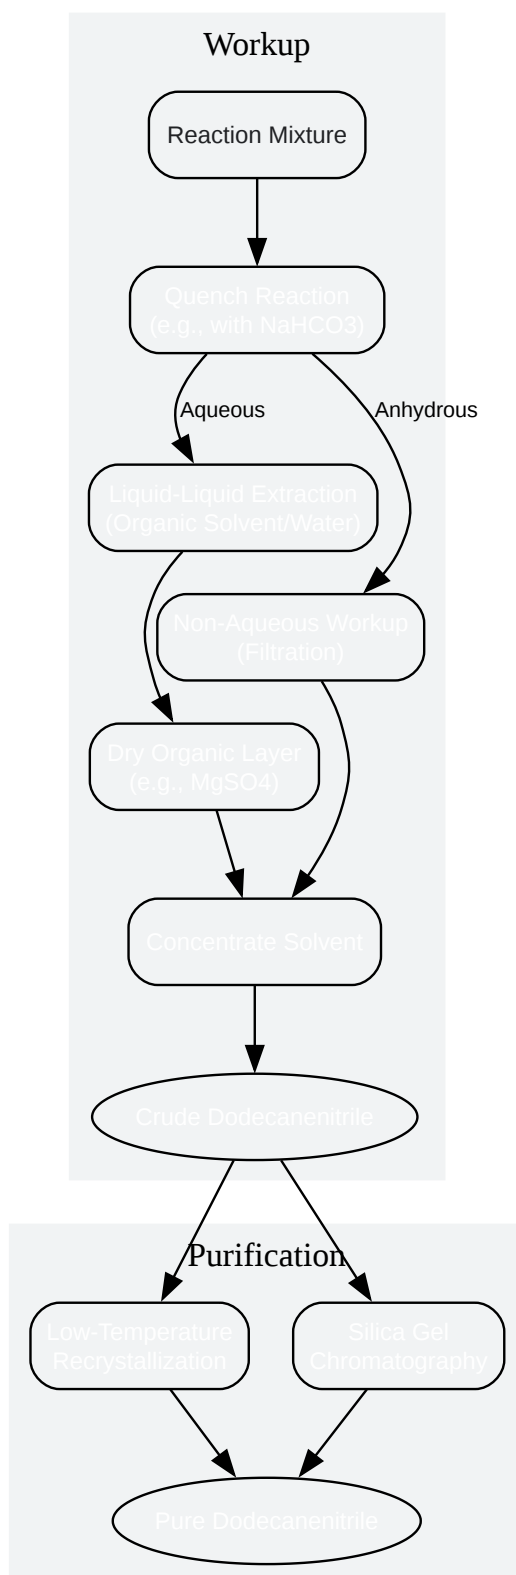 Workup
Reaction Mixture
Quench Reaction
(e.g., with NaHCO3)
Aqueous
Anhydrous
Liquid-Liquid Extraction
(Organic Solvent/Water)
Non-Aqueous Workup
(Filtration)
Dry Organic Layer
(e.g., MgSO4)
Concentrate Solvent
Crude Dodecanenitrile
Purification
Low-Temperature
Recrystallization
Silica Gel
Chromatography
Pure Dodecanenitrile